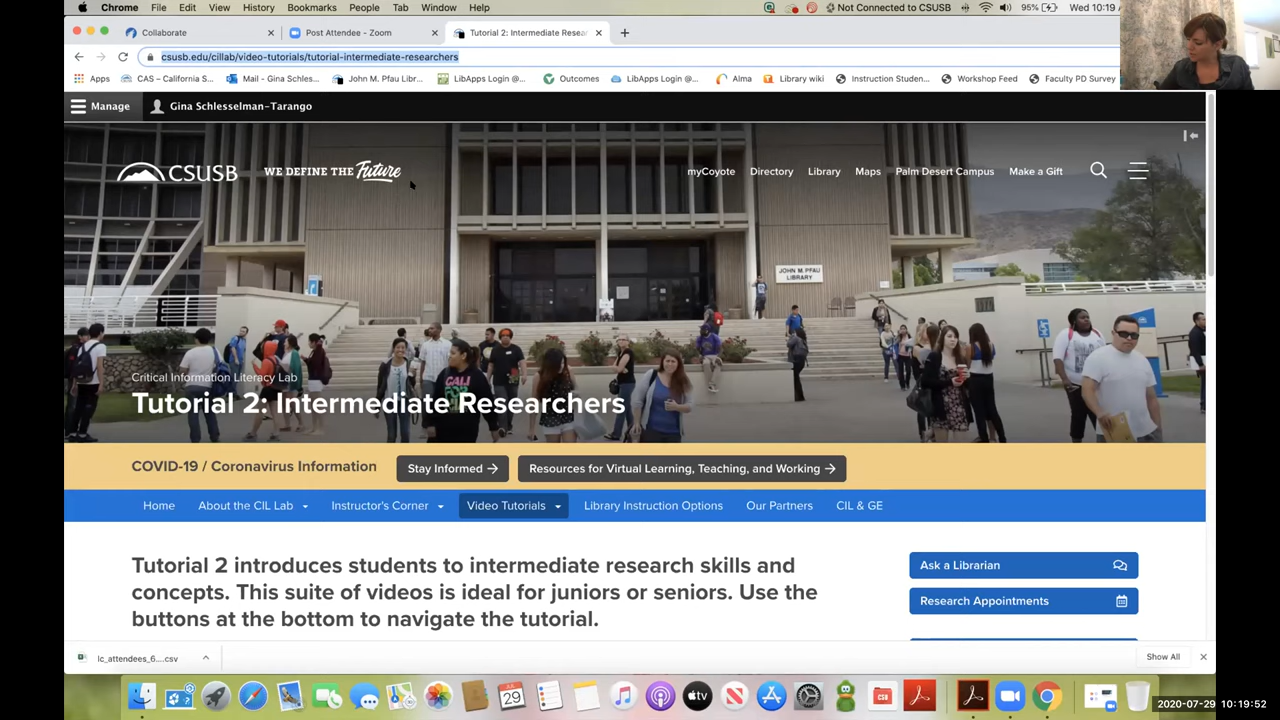 Chrome File Edit View History Bookmarks People Tab Window Help
Not Connected to CSUSB 95% Wed 10:19 A
Collaborate
Post Attendee - Zoom
Tutorial 2: Intermediate Resea
csusb.edu/cillab/video-tutorials/tutorial-intermediate-researchers
Apps CAS – California S... Mail - Gina Schles... John M. Pfau Libr... LibApps Login @... Outcomes LibApps Login @... Alma Library wiki Instruction Studen... Workshop Feed Faculty PD Survey
Manage Gina Schlesselman-Tarango
CSUSB WE DEFINE THE Future
myCoyote Directory Library Maps Palm Desert Campus Make a Gift
JOHN M. PFAU
LIBRARY
CALI
Critical Information Literacy Lab
Tutorial 2: Intermediate Researchers
COVID-19 / Coronavirus Information Stay Informed → Resources for Virtual Learning, Teaching, and Working →
Home About the CIL Lab Instructor's Corner Video Tutorials Library Instruction Options Our Partners CIL & GE
Tutorial 2 introduces students to intermediate research skills and
concepts. This suite of videos is ideal for juniors or seniors. Use the
buttons at the bottom to navigate the tutorial.
Ask a Librarian
Research Appointments
lc_attendees_6....csv
Show All
29
tv
2020-07-29 10:19:52